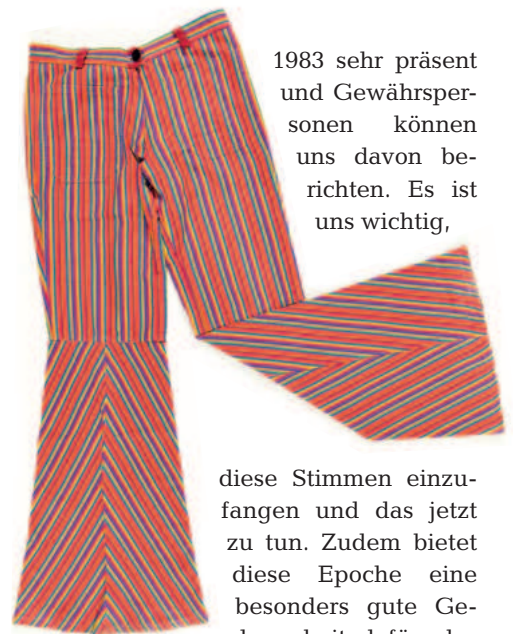 1983 sehr präsent
und Gewährsper-
sonen können
uns davon be-
richten. Es ist
uns wichtig,
diese Stimmen einzu-
fangen und das jetzt
zu tun. Zudem bietet
diese Epoche eine
besonders gute Ge-